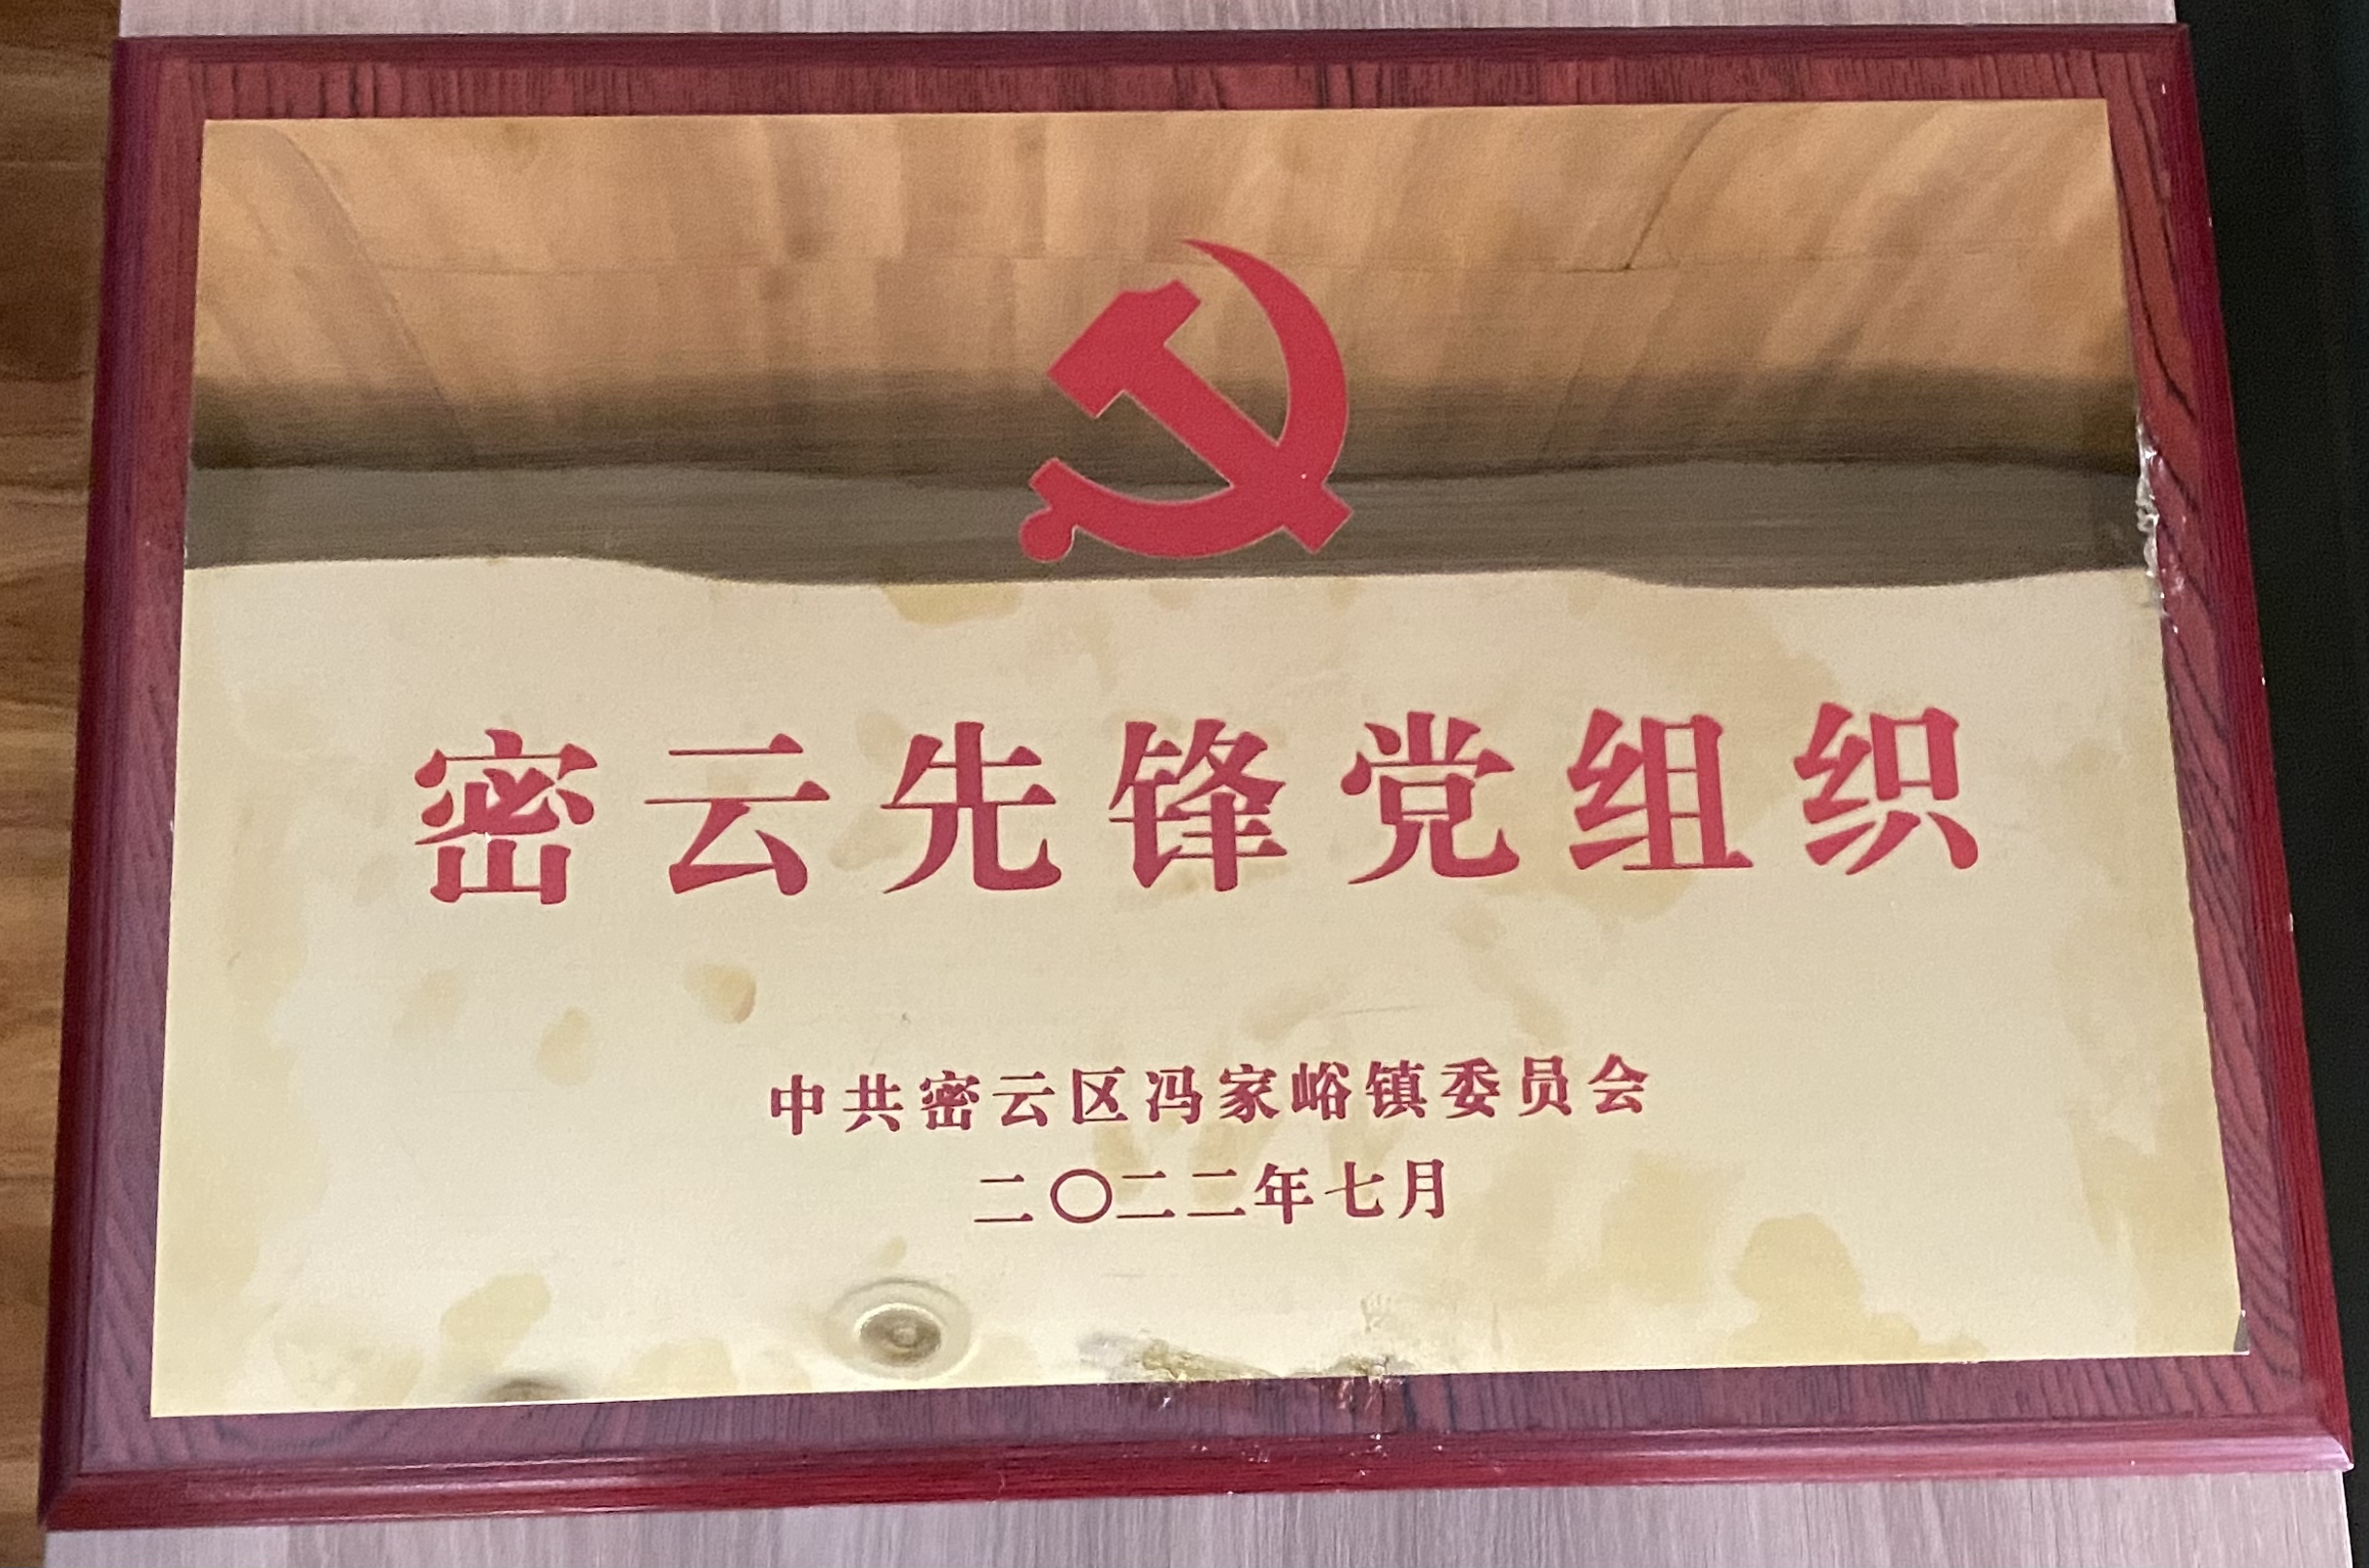 密云先锋党组织
中共密云区冯家峪镇委员会
二〇二二年七月